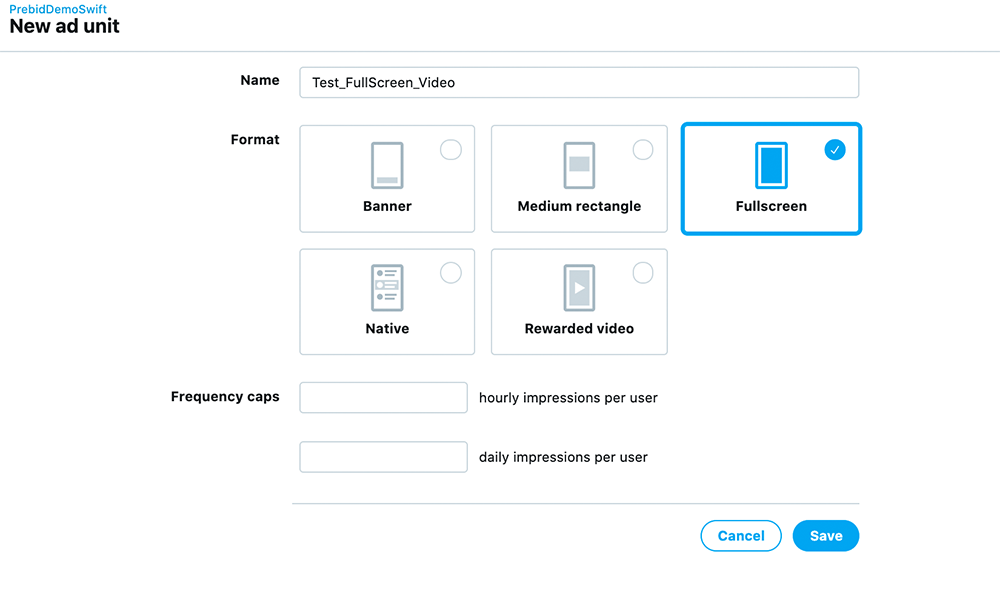 PrebidDemoSwift
New ad unit
Name
Test_FullScreen_Video
Format
Banner
Medium rectangle
Fullscreen
Native
Rewarded video
Frequency caps
hourly impressions per user
daily impressions per user
Cancel
Save